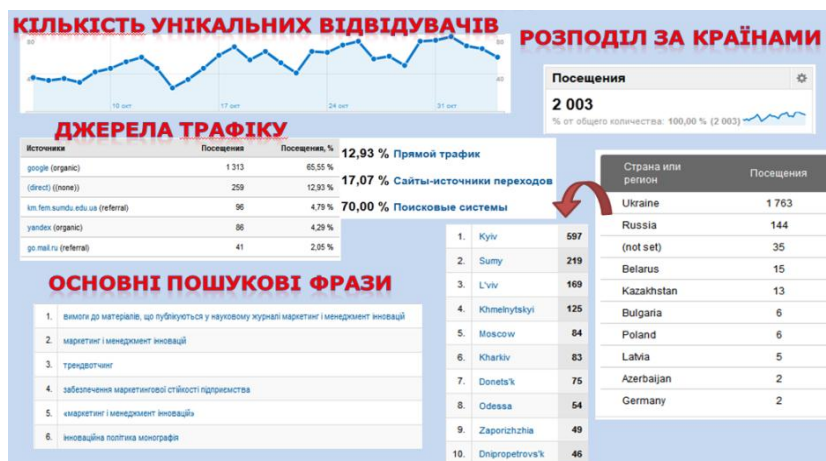 КІЛЬКІСТЬ УНІКАЛЬНИХ ВІДВІДУВАЧІВ
80
80
40
40
10 окт
17 окт
24 окт
31 окт
РОЗПОДІЛ ЗА КРАЇНАМИ
Посещения
2 003
% от общего количества: 100,00 % (2 003)
ДЖЕРЕЛА ТРАФІКУ
Источники Посещения Посещения, %
google (organic) 1 313 65,55 %
(direct) ((none)) 259 12,93 %
km.fem.sumdu.edu.ua (referral) 96 4,79 %
yandex (organic) 86 4,29 %
go.mail.ru (referral) 41 2,05 %
12,93 % Прямой трафик
17,07 % Сайты-источники переходов
70,00 % Поисковые системы
Страна или
регион Посещения
Ukraine 1 763
Russia 144
(not set) 35
Belarus 15
Kazakhstan 13
Bulgaria 6
Poland 6
Latvia 5
Azerbaijan 2
Germany 2
1. Kyiv 597
2. Sumy 219
3. L'viv 169
4. Khmelnytskyi 125
5. Moscow 84
6. Kharkiv 83
7. Donets'k 75
8. Odessa 54
9. Zaporizhzhia 49
10. Dnipropetrovs'k 46
ОСНОВНІ ПОШУКОВІ ФРАЗИ
1. вимоги до матеріалів, що публікуються у науковому журналі маркетинг і менеджмент інновацій
2. маркетинг і менеджмент інновацій
3. трендвотчинг
4. забезпечення маркетингової стійкості підприємства
5. «маркетинг і менеджмент інновацій»
6. інноваційна політика монографія